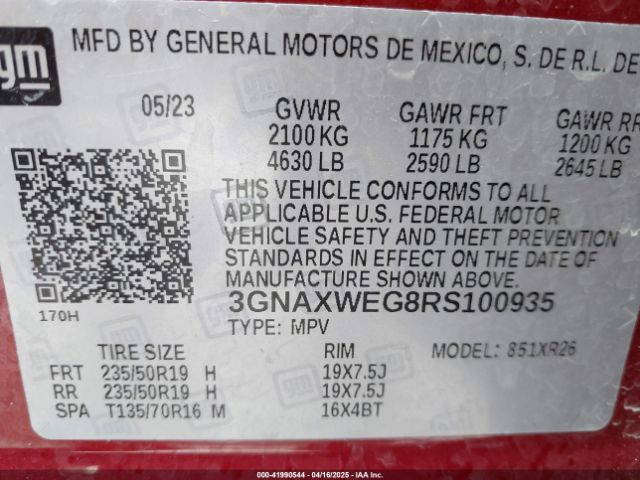 gm
MFD BY GENERAL MOTORS DE MEXICO, S. DE R.L. DE
05/23 GVWR GAWR FRT GAWR RR
2100 KG 1175 KG 1200 KG
4630 LB 2590 LB 2645 LB
THIS VEHICLE CONFORMS TO ALL
APPLICABLE U.S. FEDERAL MOTOR
VEHICLE SAFETY AND THEFT PREVENTION
STANDARDS IN EFFECT ON THE DATE OF
MANUFACTURE SHOWN ABOVE.
170H 3GNAXWEG8RS100935
TYPE: MPV
TIRE SIZE RIM MODEL: 851XR26
FRT 235/50R19 H 19X7.5J
RR 235/50R19 H 19X7.5J
SPA T135/70R16 M 16X4BT
000-41990544 - 04/16/2025 - IAA Inc.